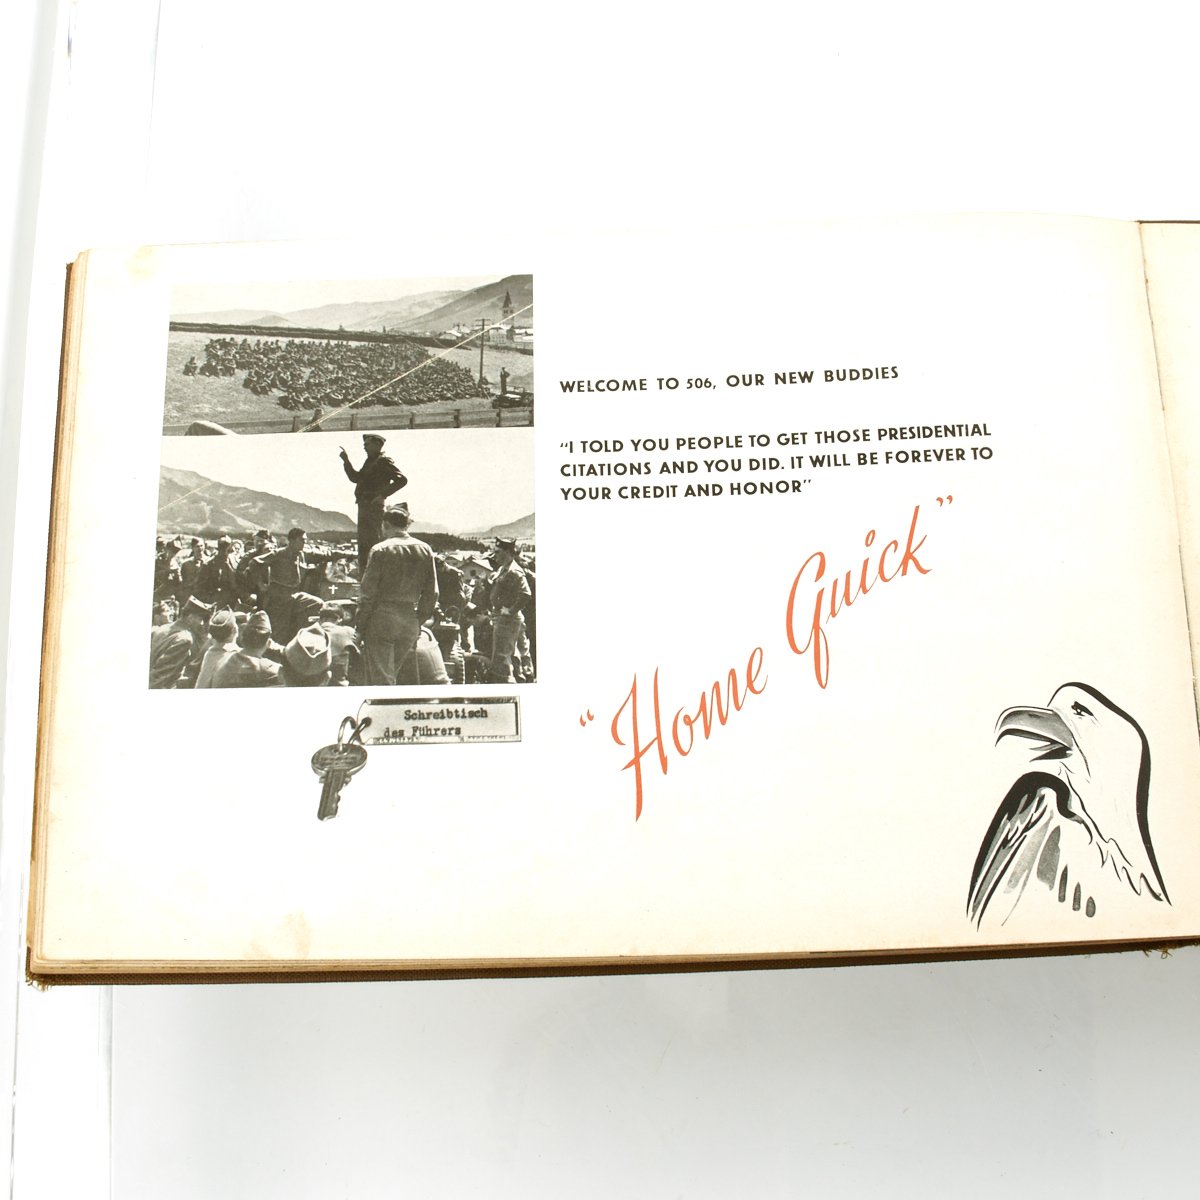 WELCOME TO 506, OUR NEW BUDDIES
"I TOLD YOU PEOPLE TO GET THOSE PRESIDENTIAL
CITATIONS AND YOU DID. IT WILL BE FOREVER TO
YOUR CREDIT AND HONOR"
"Home Quick"
Schreibtisch
des Führers